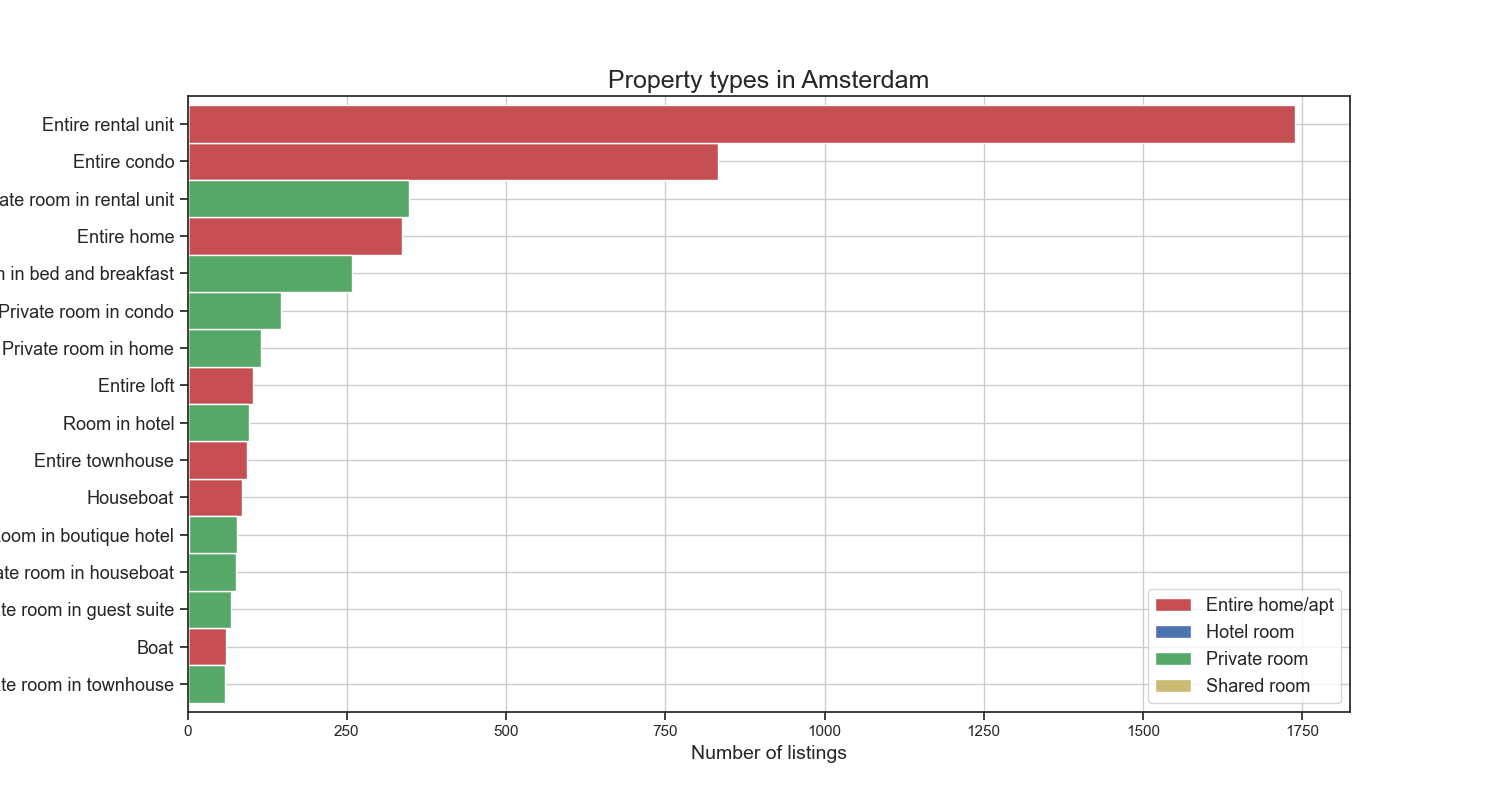 Property types in Amsterdam
Entire rental unit
Entire condo
ate room in rental unit
Entire home
in bed and breakfast
Private room in condo
Private room in home
Entire loft
Room in hotel
Entire townhouse
Houseboat
oom in boutique hotel
ate room in houseboat
te room in guest suite
Boat
te room in townhouse
Entire home/apt
Hotel room
Private room
Shared room
0 250 500 750 1000 1250 1500 1750
Number of listings